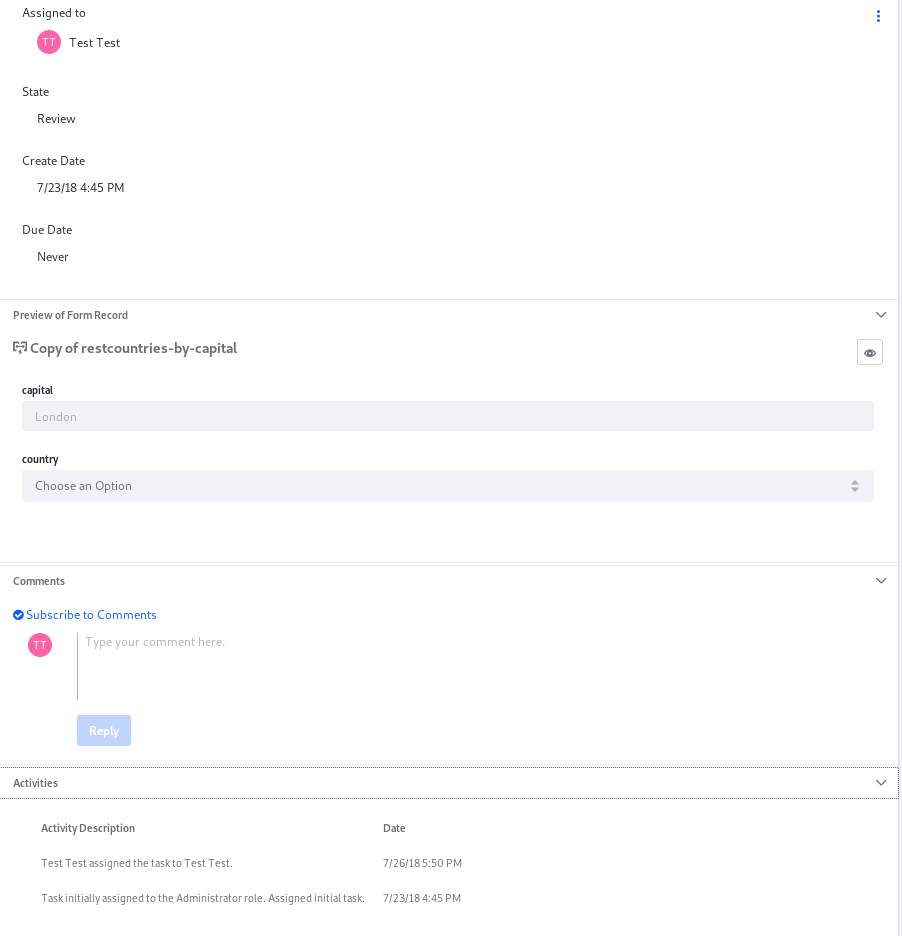 Assigned to
TT Test Test
State
Review
Create Date
7/23/18 4:45 PM
Due Date
Never
Preview of Form Record
Copy of restcountries-by-capital
capital
London
country
Choose an Option
Comments
Subscribe to Comments
TT Type your comment here.
Reply
Activities
Activity Description Date
Test Test assigned the task to Test Test. 7/26/18 5:50 PM
Task initially assigned to the Administrator role. Assigned initial task. 7/23/18 4:45 PM